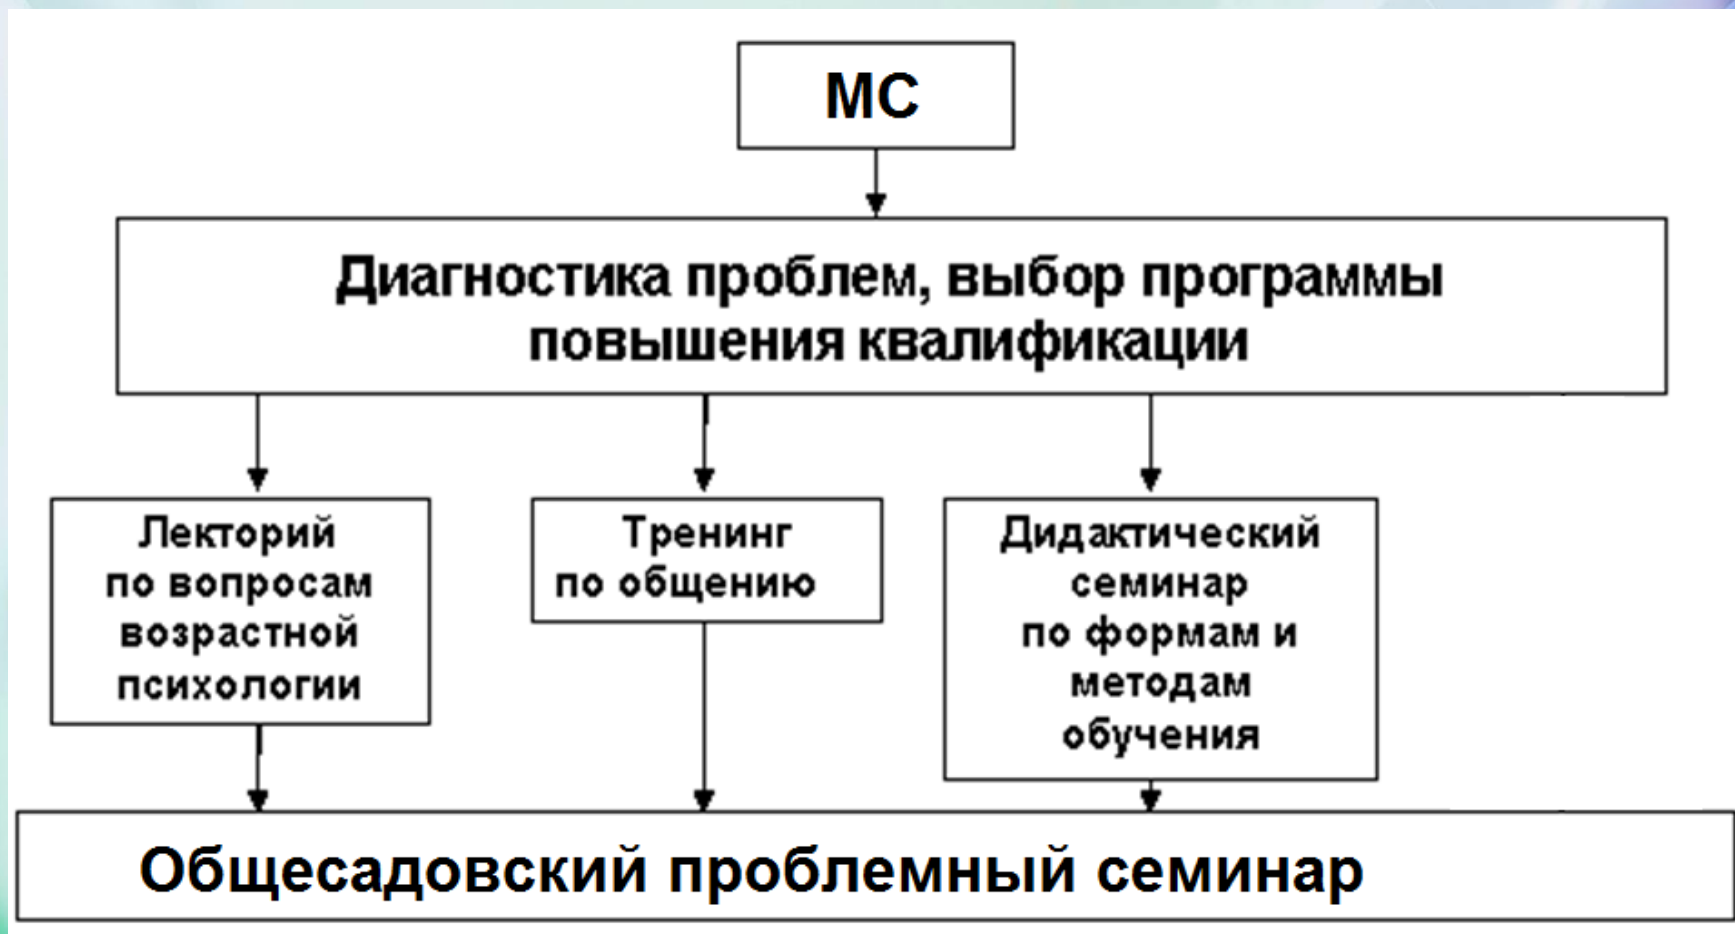 МС
Диагностика проблем, выбор программы
повышения квалификации
Лекторий
по вопросам
возрастной
психологии
Тренинг
по общению
Дидактический
семинар
по формам и
методам
обучения
Общесадовский проблемный семинар